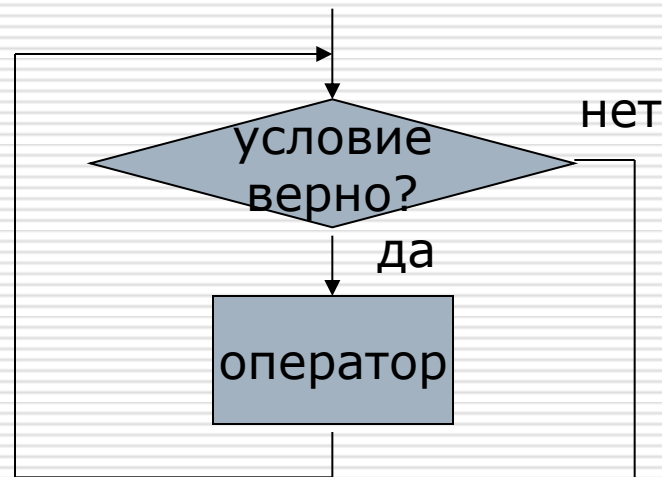 условие
верно?
нет
да
оператор